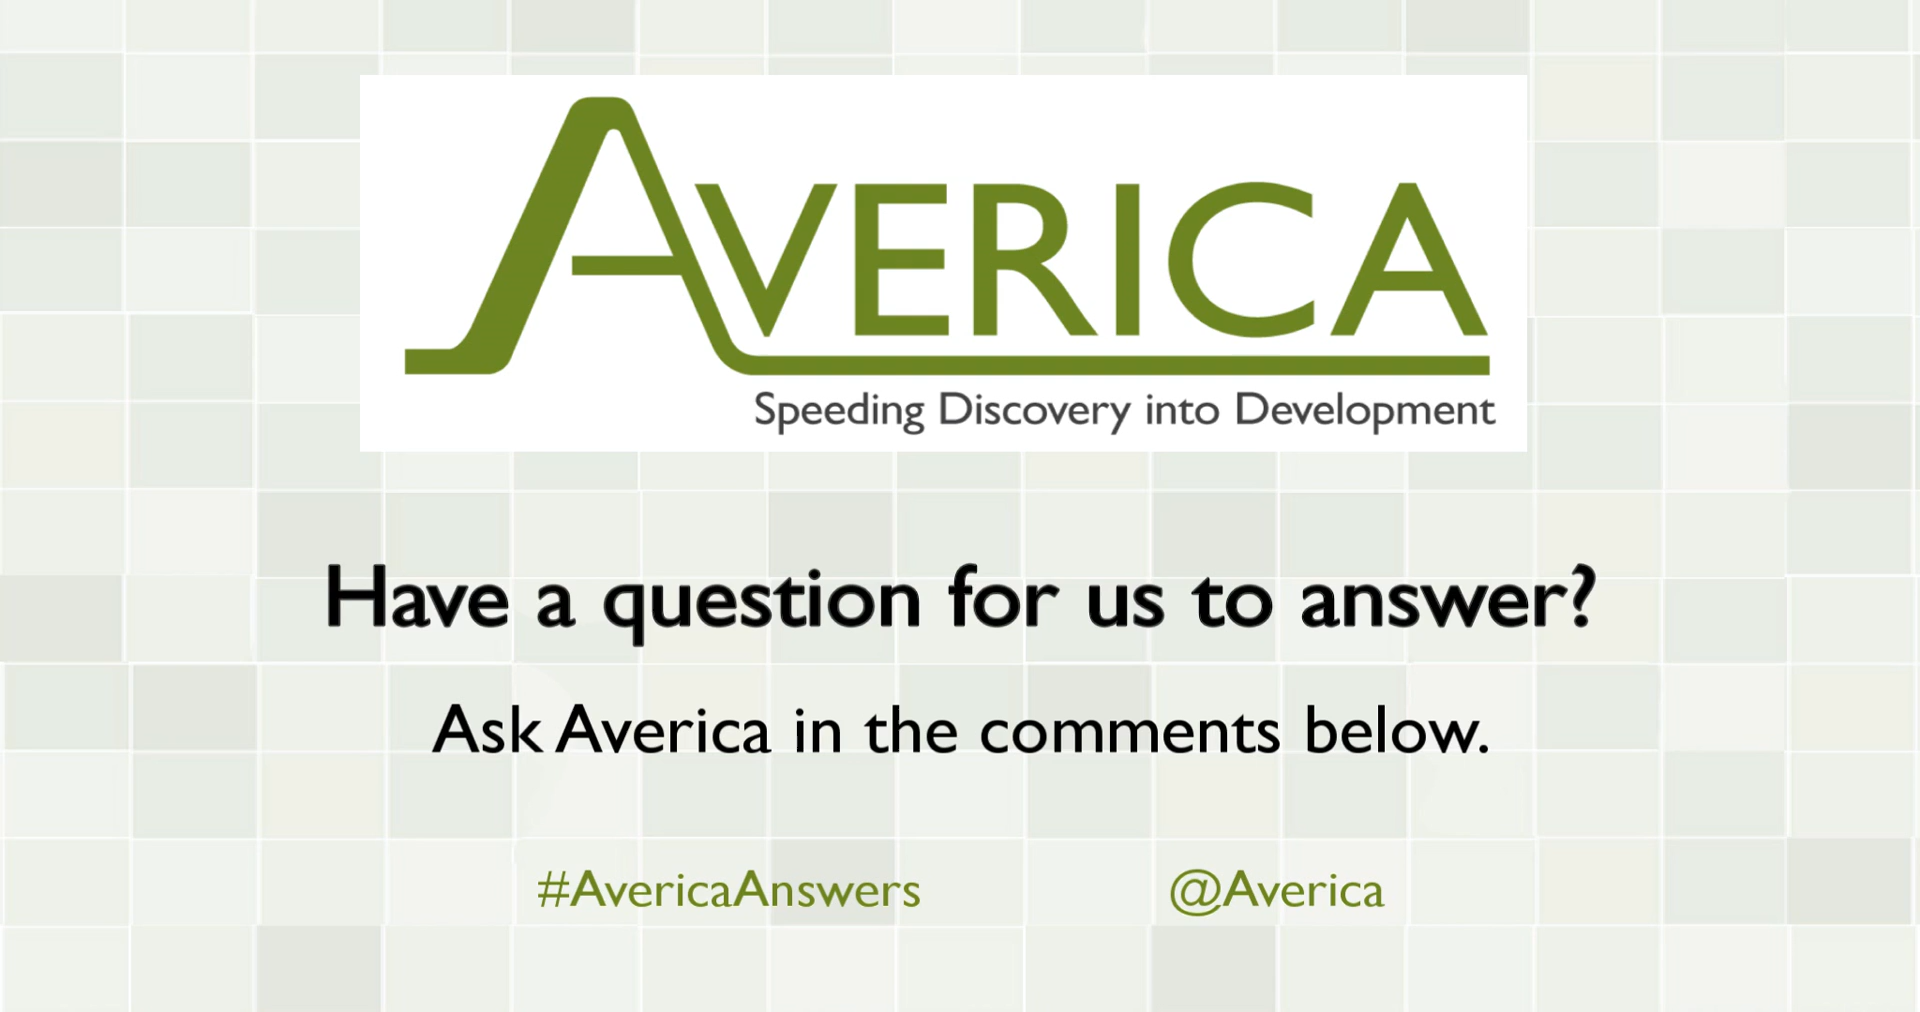 AVERICA
Speeding Discovery into Development
Have a question for us to answer?
Ask Averica in the comments below.
#AvericaAnswers @Averica